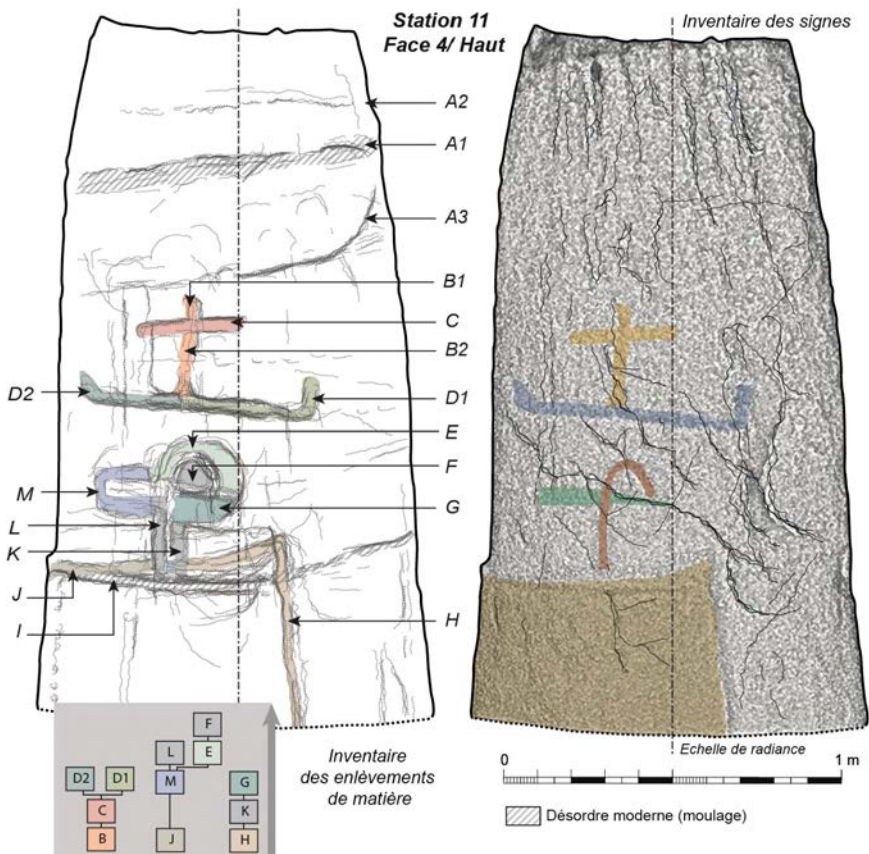 Station 11
Face 4/ Haut
Inventaire des signes
A2
A1
A3
B1
C
B2
D2
D1
E
F
M
G
L
K
J
H
I
F
L
E
D2
D1
M
G
C
K
B
J
H
Inventaire
des enlèvements
de matière
Echelle de radiance
0
1 m
Désordre moderne (moulage)